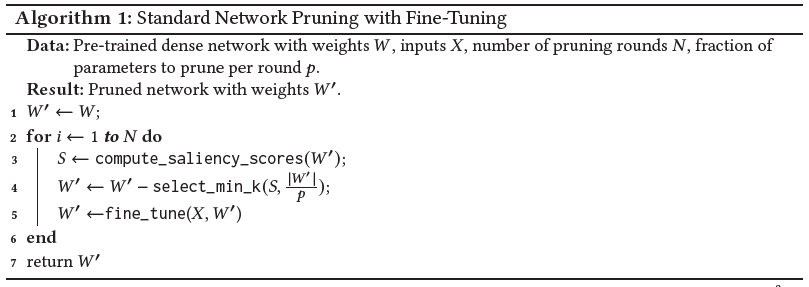 Algorithm 1: Standard Network Pruning with Fine-Tuning
Data: Pre-trained dense network with weights W, inputs X, number of pruning rounds N, fraction of
parameters to prune per round p.
Result: Pruned network with weights W′.
1 W′ ← W;
2 for i ← 1 to N do
3 S ← compute_saliency_scores(W′);
4 W′ ← W′ − select_min_k(S, |W′|/p);
5 W′ ←fine_tune(X, W′)
6 end
7 return W′